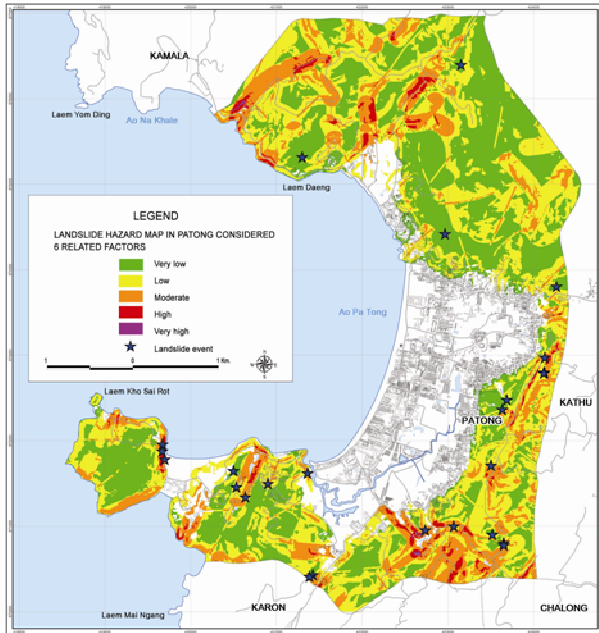 KAMALA
Laem Yom Ding
Ao Na Khale
Laem Daeng
LEGEND
LANDSLIDE HAZARD MAP IN PATONG CONSIDERED
6 RELATED FACTORS
Very low
Low
Moderate
High
Very high
Landslide event
1 0 1 Km.
Ao Pa Tong
Laem Kho Sai Rot
KATHU
PATONG
KARON
Laem Mai Ngang
CHALONG